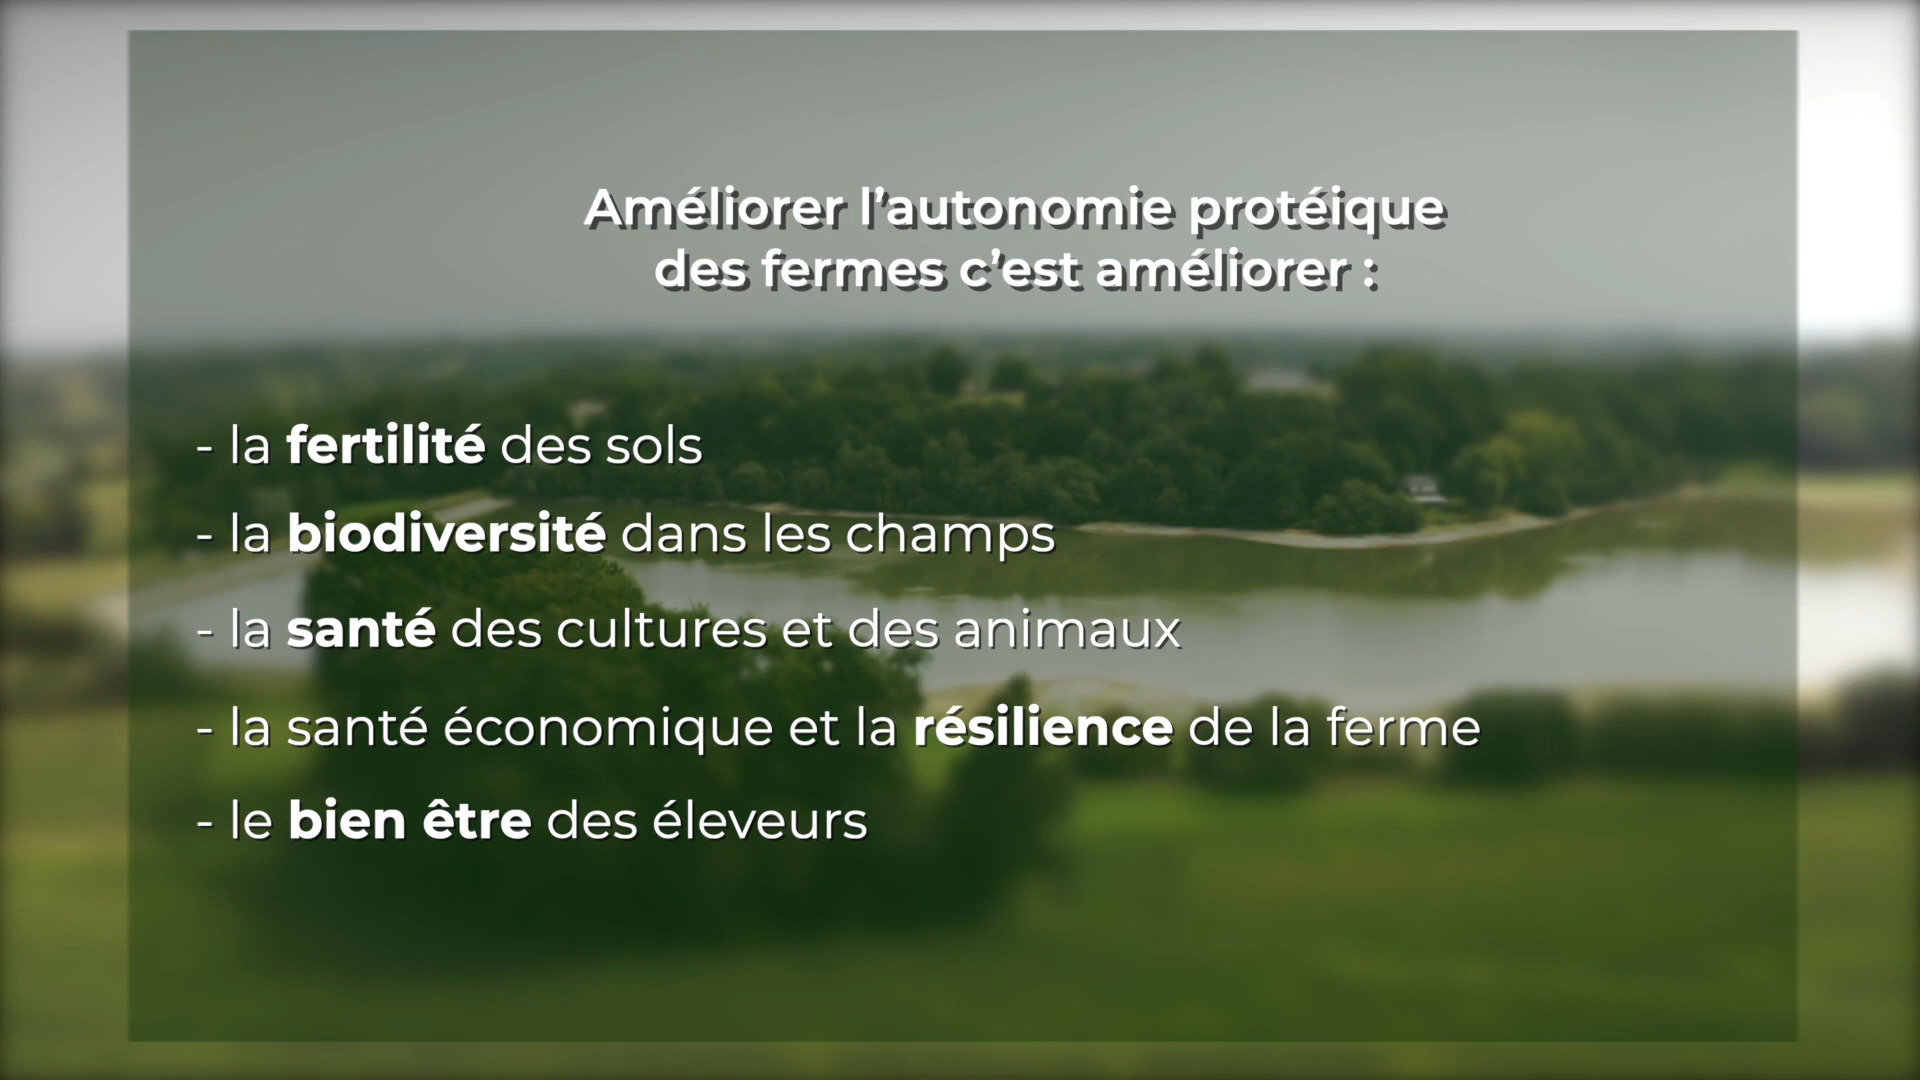 Améliorer l’autonomie protéique
des fermes c’est améliorer :
- la fertilité des sols
- la biodiversité dans les champs
- la santé des cultures et des animaux
- la santé économique et la résilience de la ferme
- le bien être des éleveurs